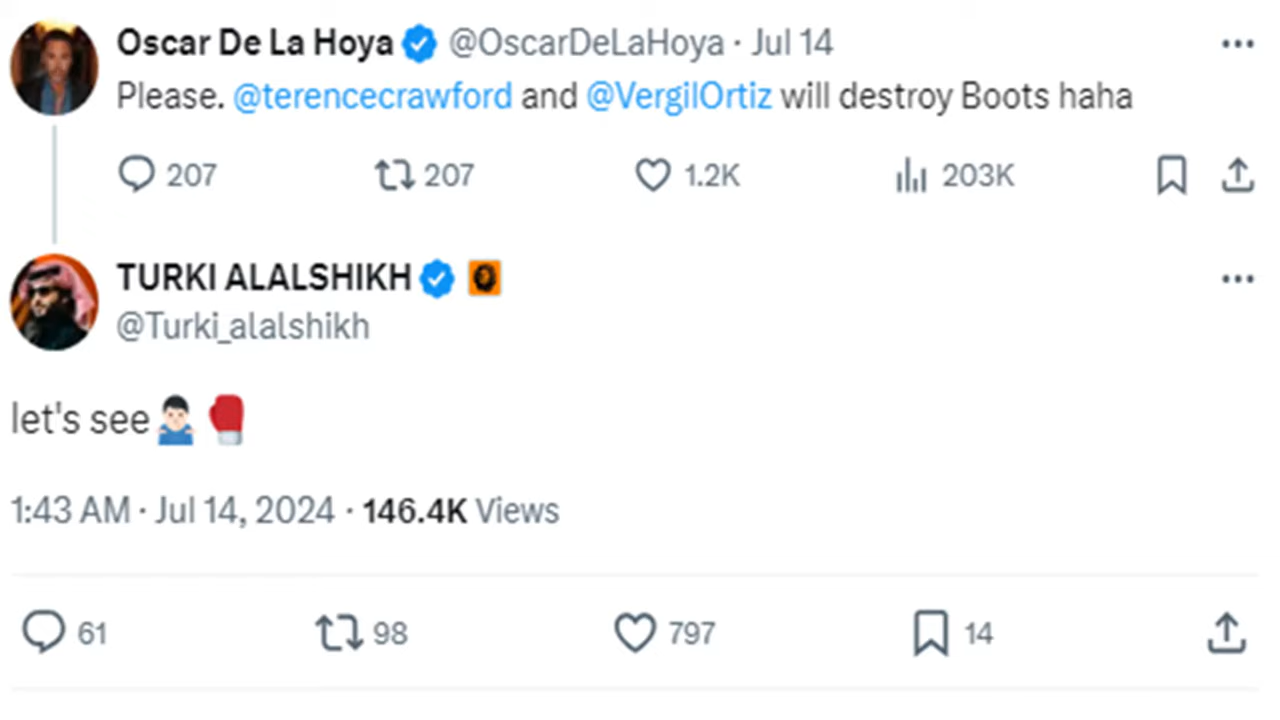 Oscar De La Hoya @OscarDeLaHoya · Jul 14
Please. @terencecrawford and @VergilOrtiz will destroy Boots haha
207 207 1.2K 203K
TURKI ALALSHIKH
@Turki_alalshikh
let's see🤷🏻‍♂️🥊
1:43 AM · Jul 14, 2024 · 146.4K Views
61 98 797 14